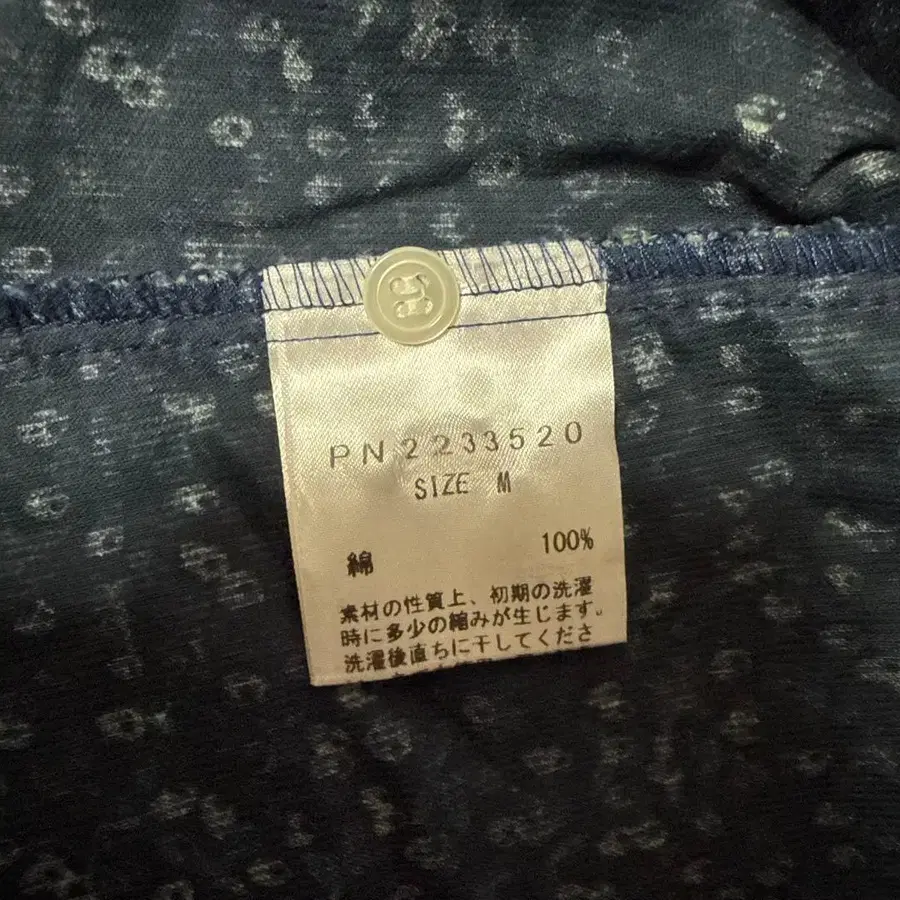 PN2233520
SIZE M
綿 100%
素材の性質上、初期の洗濯
時に多少の縮みが生じます。
洗濯後直ちに干してくださ